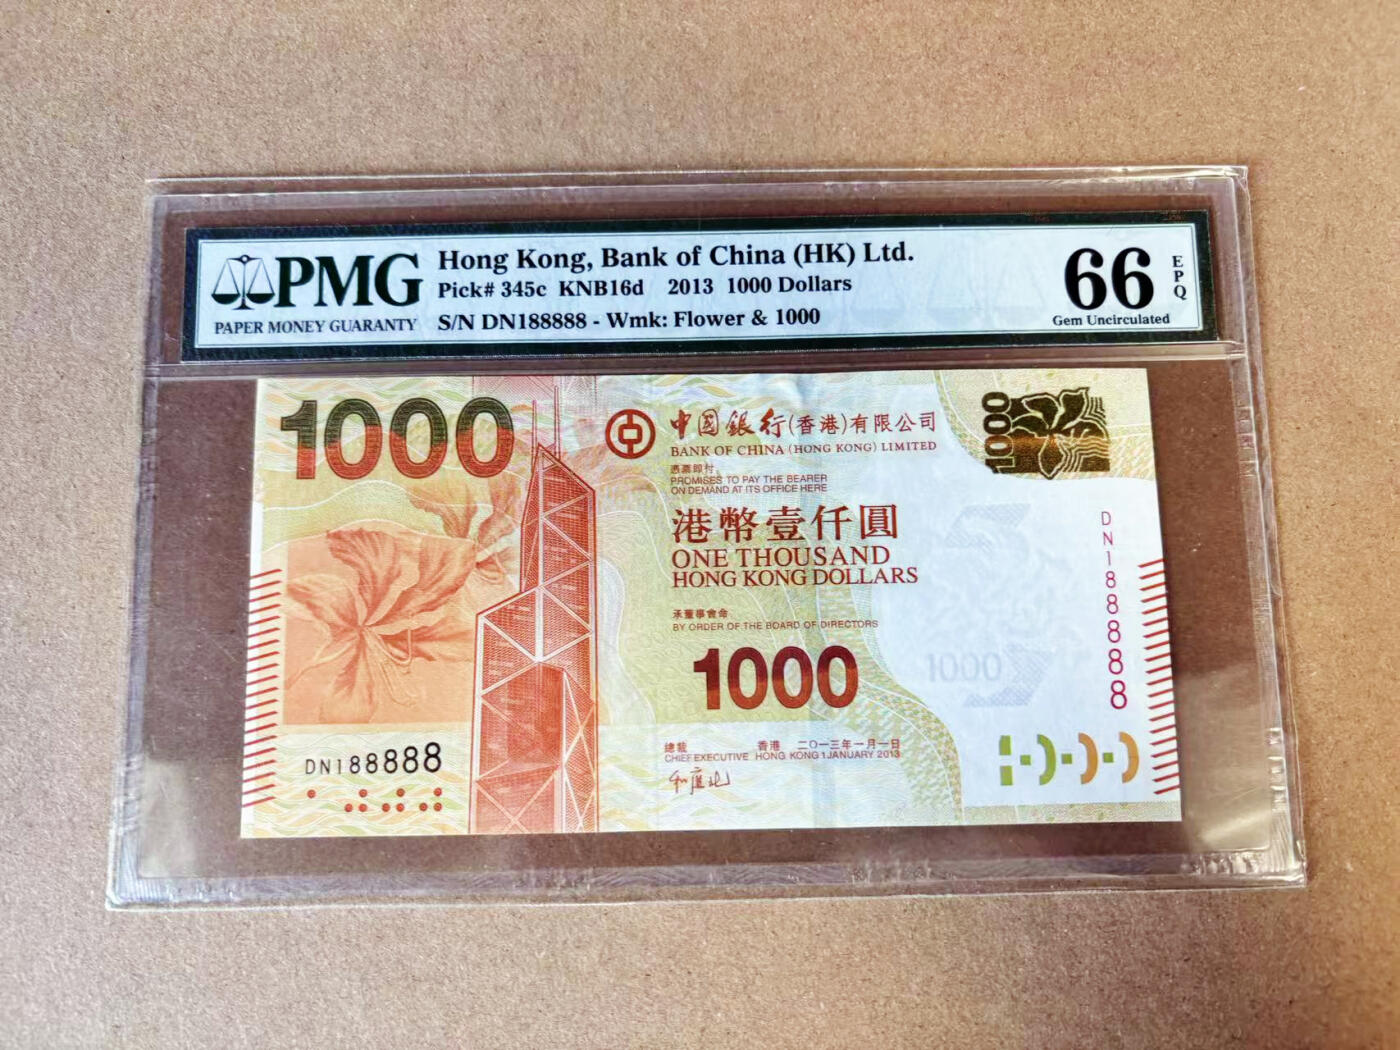 PMG
PAPER MONEY GUARANTY
Hong Kong, Bank of China (HK) Ltd.
Pick# 345c KNB16d 2013 1000 Dollars
S/N DN188888 - Wmk: Flower & 1000
66
EPQ
Gem Uncirculated
1000
中國銀行(香港)有限公司
BANK OF CHINA (HONG KONG) LIMITED
憑票即付
PROMISES TO PAY THE BEARER
ON DEMAND AT ITS OFFICE HERE
港幣壹仟圓
ONE THOUSAND
HONG KONG DOLLARS
承董事會命
BY ORDER OF THE BOARD OF DIRECTORS
1000
總裁
CHIEF EXECUTIVE
香港 二〇一三年一月一日
HONG KONG 1 JANUARY 2013
和廣北
DN188888
1000
DN188888
1000